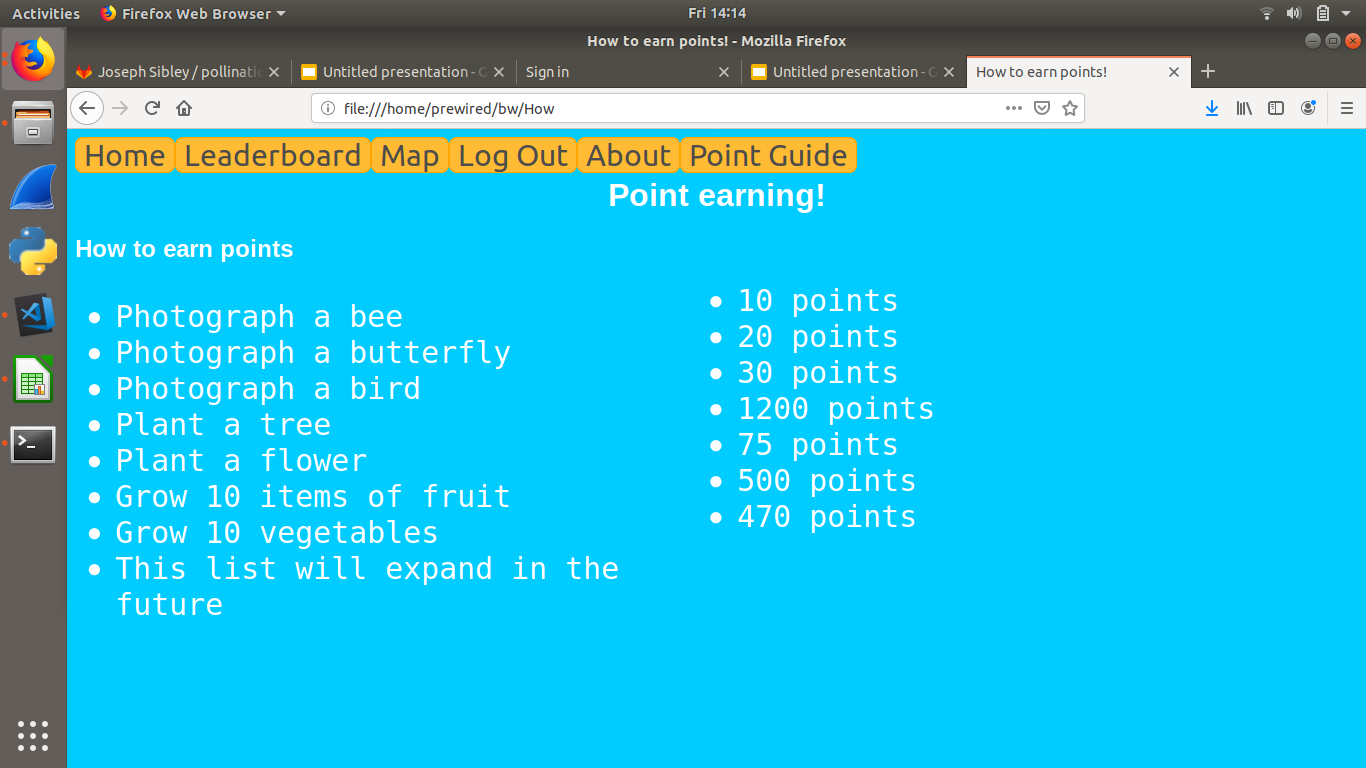 Activities Firefox Web Browser Fri 14:14
How to earn points! - Mozilla Firefox
Joseph Sibley / pollinatio Untitled presentation - G Sign in Untitled presentation - G How to earn points!
file:///home/prewired/bw/How
Home Leaderboard Map Log Out About Point Guide
Point earning!
How to earn points
Photograph a bee
Photograph a butterfly
Photograph a bird
Plant a tree
Plant a flower
Grow 10 items of fruit
Grow 10 vegetables
This list will expand in the
future
10 points
20 points
30 points
1200 points
75 points
500 points
470 points